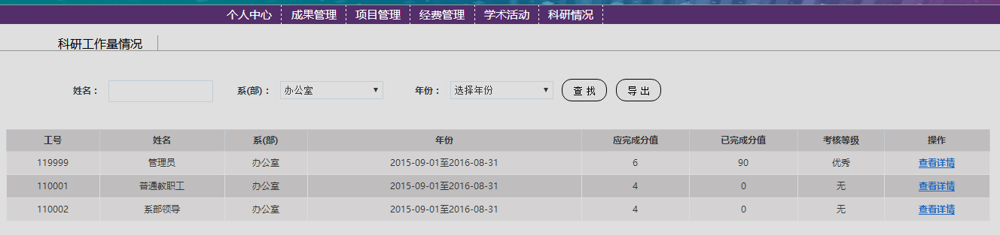 个人中心 成果管理 项目管理 经费管理 学术活动 科研情况
科研工作量情况
姓名： 系(部)： 办公室 年份： 选择年份 查 找 导 出
工号 姓名 系(部) 年份 应完成分值 已完成分值 考核等级 操作
119999 管理员 办公室 2015-09-01至2016-08-31 6 90 优秀 查看详情
110001 普通教职工 办公室 2015-09-01至2016-08-31 4 0 无 查看详情
110002 系部领导 办公室 2015-09-01至2016-08-31 4 0 无 查看详情